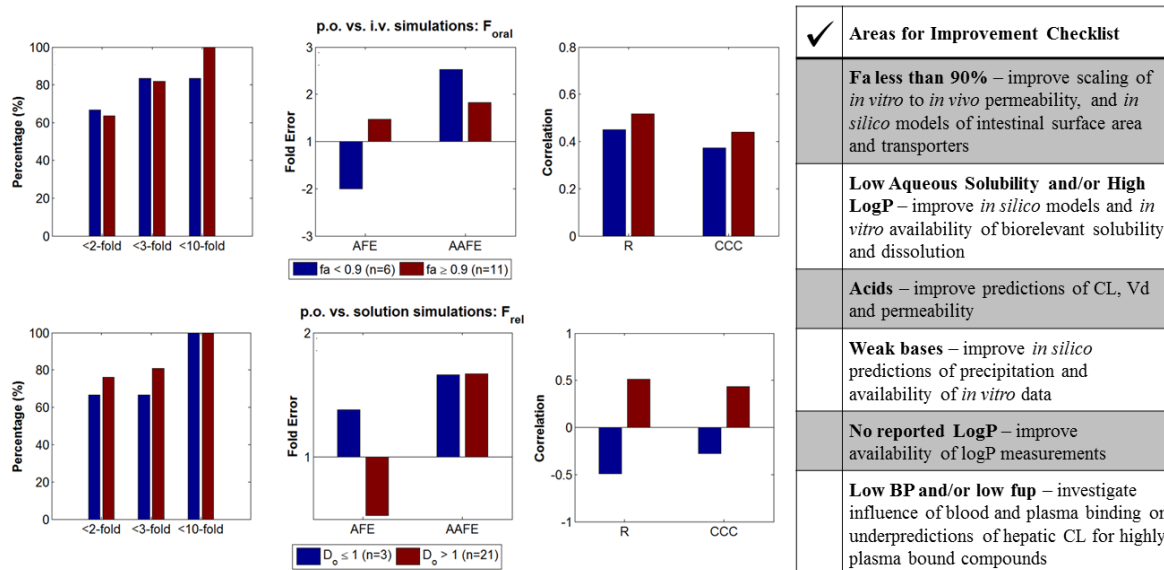 p.o. vs. i.v. simulations: F oral
Percentage (%)
100
80
60
40
20
0
<2-fold <3-fold <10-fold
Fold Error
3
2
1
-2
-3
AFE AAFE
fa < 0.9 (n=6) fa ≥ 0.9 (n=11)
Correlation
0.8
0.6
0.4
0.2
0
R CCC
p.o. vs. solution simulations: F rel
Percentage (%)
100
80
60
40
20
0
<2-fold <3-fold <10-fold
Fold Error
2
1
AFE AAFE
D o ≤ 1 (n=3) D o > 1 (n=21)
Correlation
1
0.5
0
-0.5
-1
R CCC
✓ Areas for Improvement Checklist
Fa less than 90% – improve scaling of
in vitro to in vivo permeability, and in
silico models of intestinal surface area
and transporters
Low Aqueous Solubility and/or High
LogP – improve in silico models and in
vitro availability of biorelevant solubility
and dissolution
Acids – improve predictions of CL, Vd
and permeability
Weak bases – improve in silico
predictions of precipitation and
availability of in vitro data
No reported LogP – improve
availability of logP measurements
Low BP and/or low fup – investigate
influence of blood and plasma binding on
underpredictions of hepatic CL for highly
plasma bound compounds